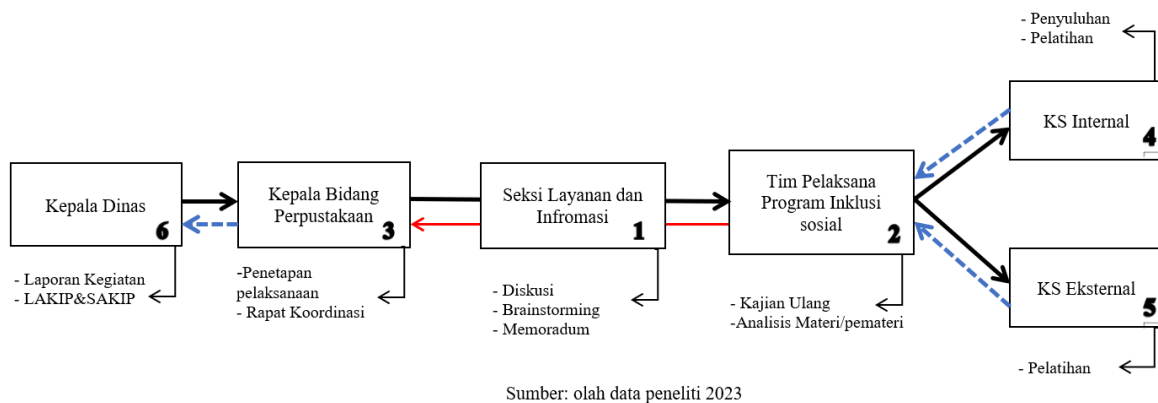 - Penyuluhan
- Pelatihan
KS Internal
4
Kepala Dinas
6
Kepala Bidang
Perpustakaan
3
Seksi Layanan dan
Infromasi
1
Tim Pelaksana
Program Inklusi
sosial
2
- Laporan Kegiatan
- LAKIP&SAKIP
-Penetapan
pelaksanaan
- Rapat Koordinasi
- Diskusi
- Brainstorming
- Memoradum
- Kajian Ulang
-Analisis Materi/pemateri
KS Eksternal
5
- Pelatihan
Sumber: olah data peneliti 2023